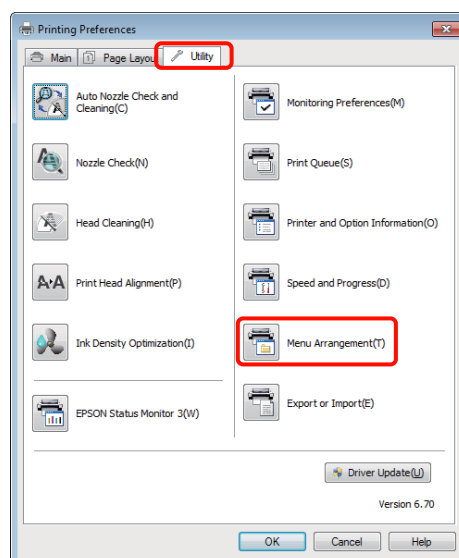 Printing Preferences
Main
Page Layou
Utility
Auto Nozzle Check and
Cleaning(C)
Nozzle Check(N)
Head Cleaning(H)
Print Head Alignment(P)
Ink Density Optimization(I)
EPSON Status Monitor 3(W)
Monitoring Preferences(M)
Print Queue(S)
Printer and Option Information(O)
Speed and Progress(D)
Menu Arrangement(T)
Export or Import(E)
Driver Update(U)
Version 6.70
OK
Cancel
Help